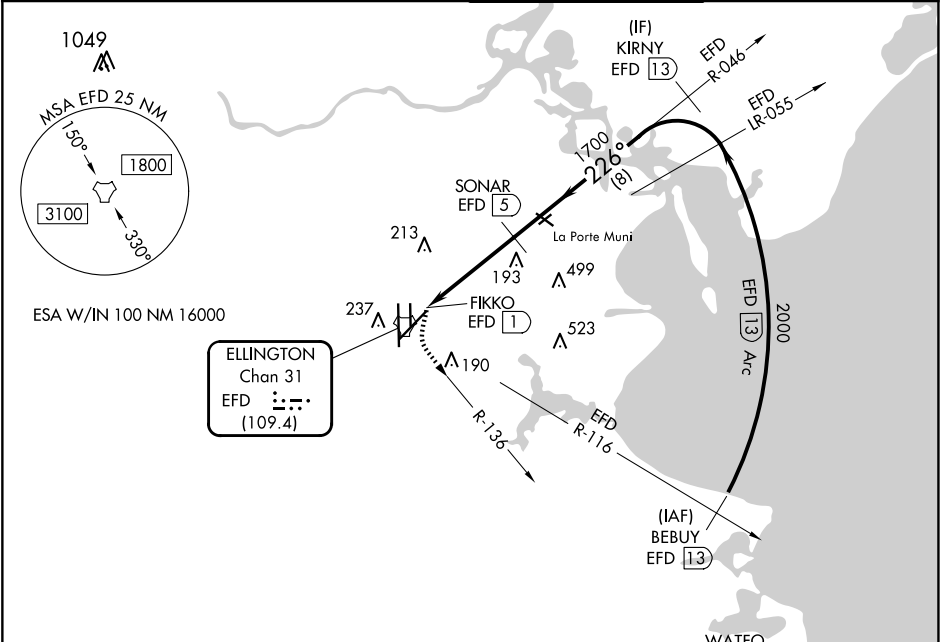 1049
MSA EFD 25 NM
150°
1800
3100
330°
ESA W/IN 100 NM 16000
(IF)
KIRNY
EFD 13
EFD
R-046
EFD
LR-055
1700
226°
(8)
SONAR
EFD 5
La Porte Muni
213
193
499
237
FIKKO
EFD 1
523
190
ELLINGTON
Chan 31
EFD
(109.4)
R-136
EFD
R-116
EFD 13 Arc
2000
(IAF)
BEBUY
EFD 13